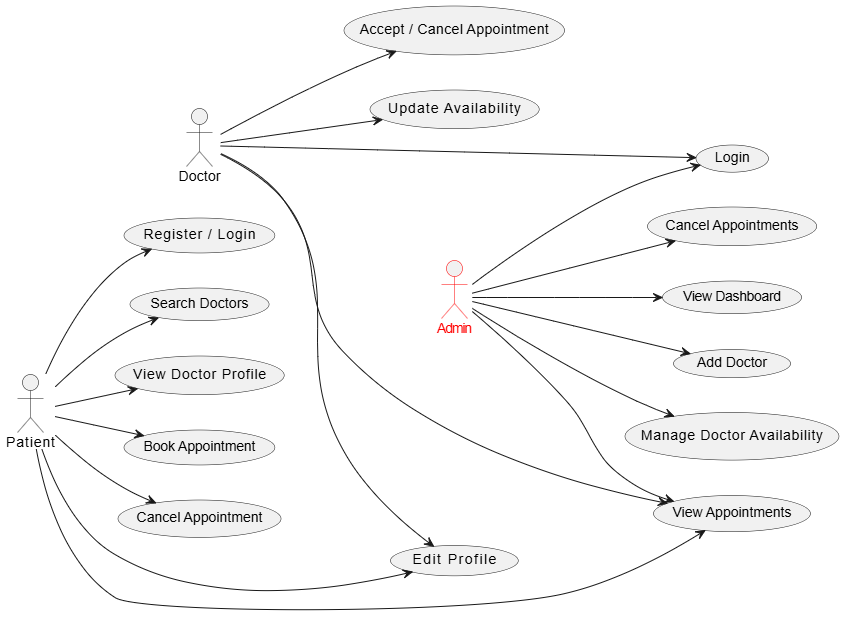 Accept / Cancel Appointment
Update Availability
Doctor
Login
Register / Login
Cancel Appointments
Search Doctors
View Dashboard
Admin
View Doctor Profile
Add Doctor
Patient
Book Appointment
Manage Doctor Availability
Cancel Appointment
View Appointments
Edit Profile